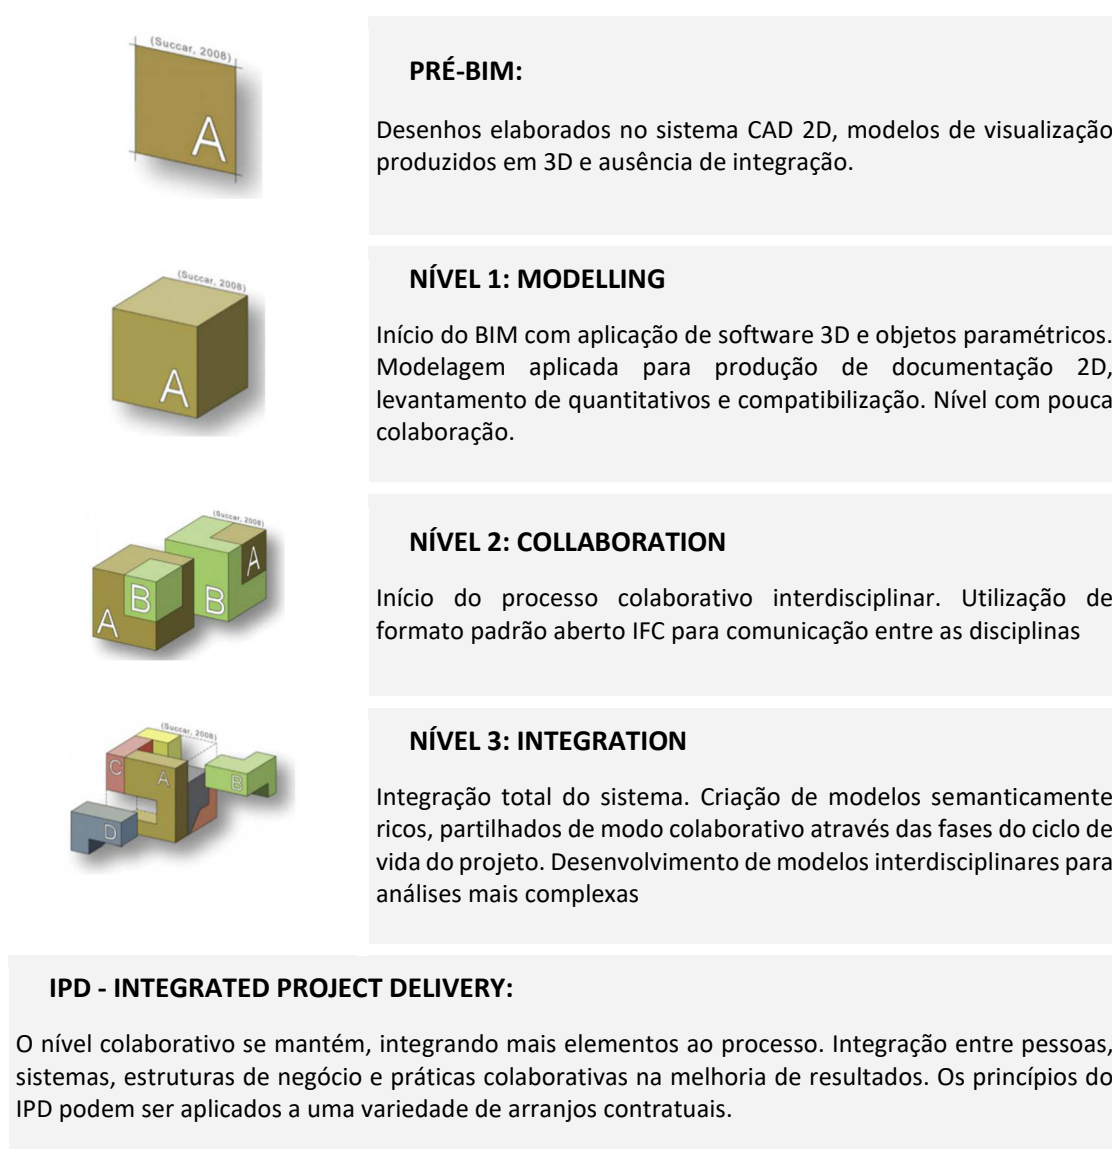 (Succar, 2008)
A
PRÉ-BIM:
Desenhos elaborados no sistema CAD 2D, modelos de visualização
produzidos em 3D e ausência de integração.
(Succar, 2008)
A
NÍVEL 1: MODELLING
Início do BIM com aplicação de software 3D e objetos paramétricos.
Modelagem aplicada para produção de documentação 2D,
levantamento de quantitativos e compatibilização. Nível com pouca
colaboração.
(Succar, 2008)
A
B
B
A
NÍVEL 2: COLLABORATION
Início do processo colaborativo interdisciplinar. Utilização de
formato padrão aberto IFC para comunicação entre as disciplinas
(Succar, 2008)
C
A
B
D
NÍVEL 3: INTEGRATION
Integração total do sistema. Criação de modelos semanticamente
ricos, partilhados de modo colaborativo através das fases do ciclo de
vida do projeto. Desenvolvimento de modelos interdisciplinares para
análises mais complexas
IPD - INTEGRATED PROJECT DELIVERY:
O nível colaborativo se mantém, integrando mais elementos ao processo. Integração entre pessoas,
sistemas, estruturas de negócio e práticas colaborativas na melhoria de resultados. Os princípios do
IPD podem ser aplicados a uma variedade de arranjos contratuais.